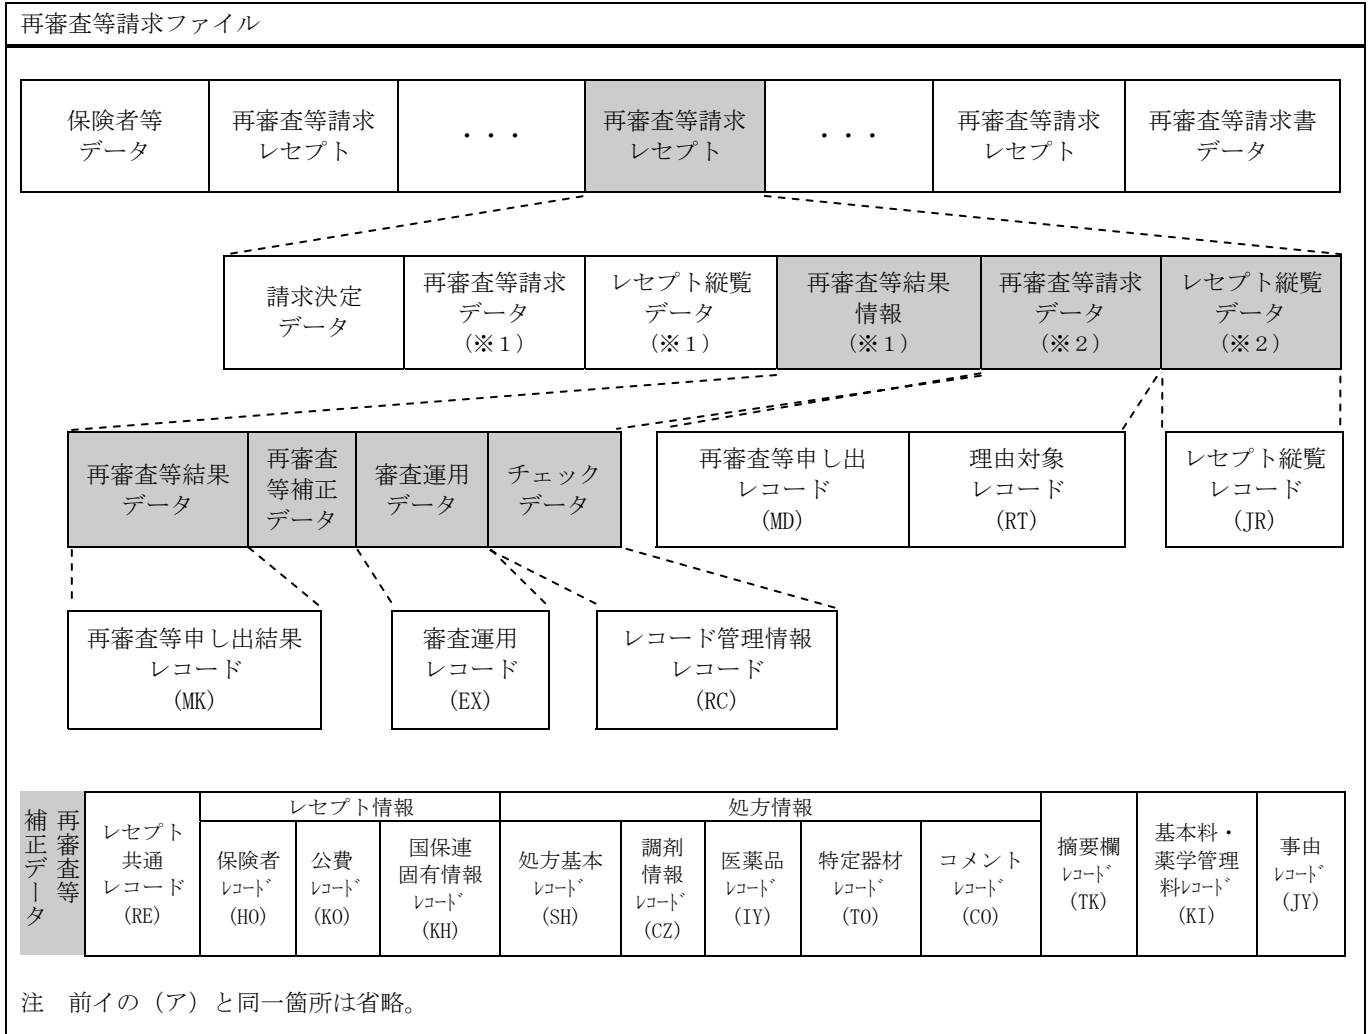 再審査等請求ファイル
保険者等
データ
再審査等請求
レセプト
・・・
再審査等請求
レセプト
・・・
再審査等請求
レセプト
再審査等請求書
データ
請求決定
データ
再審査等請求
データ
(※1)
レセプト縦覧
データ
(※1)
再審査等結果
情報
(※1)
再審査等請求
データ
(※2)
レセプト縦覧
データ
(※2)
再審査等結果
データ
再審査
等補正
データ
審査運用
データ
チェック
データ
再審査等申し出
レコード
(MD)
理由対象
レコード
(RT)
レセプト縦覧
レコード
(JR)
再審査等申し出結果
レコード
(MK)
審査運用
レコード
(EX)
レコード管理情報
レコード
(RC)
再審査等
補正データ
レセプト
共通
レコード
(RE)
レセプト情報
保険者
ﾚｺｰﾄﾞ
(HO)
公費
ﾚｺｰﾄﾞ
(KO)
国保連
固有情報
ﾚｺｰﾄﾞ
(KH)
処方情報
処方基本
ﾚｺｰﾄﾞ
(SH)
調剤
情報
ﾚｺｰﾄﾞ
(CZ)
医薬品
ﾚｺｰﾄﾞ
(IY)
特定器材
ﾚｺｰﾄﾞ
(TO)
コメント
ﾚｺｰﾄﾞ
(CO)
摘要欄
ﾚｺｰﾄﾞ
(TK)
基本料・
薬学管理
料ﾚｺｰﾄﾞ
(KI)
事由
ﾚｺｰﾄﾞ
(JY)
注　前イの（ア）と同一箇所は省略。